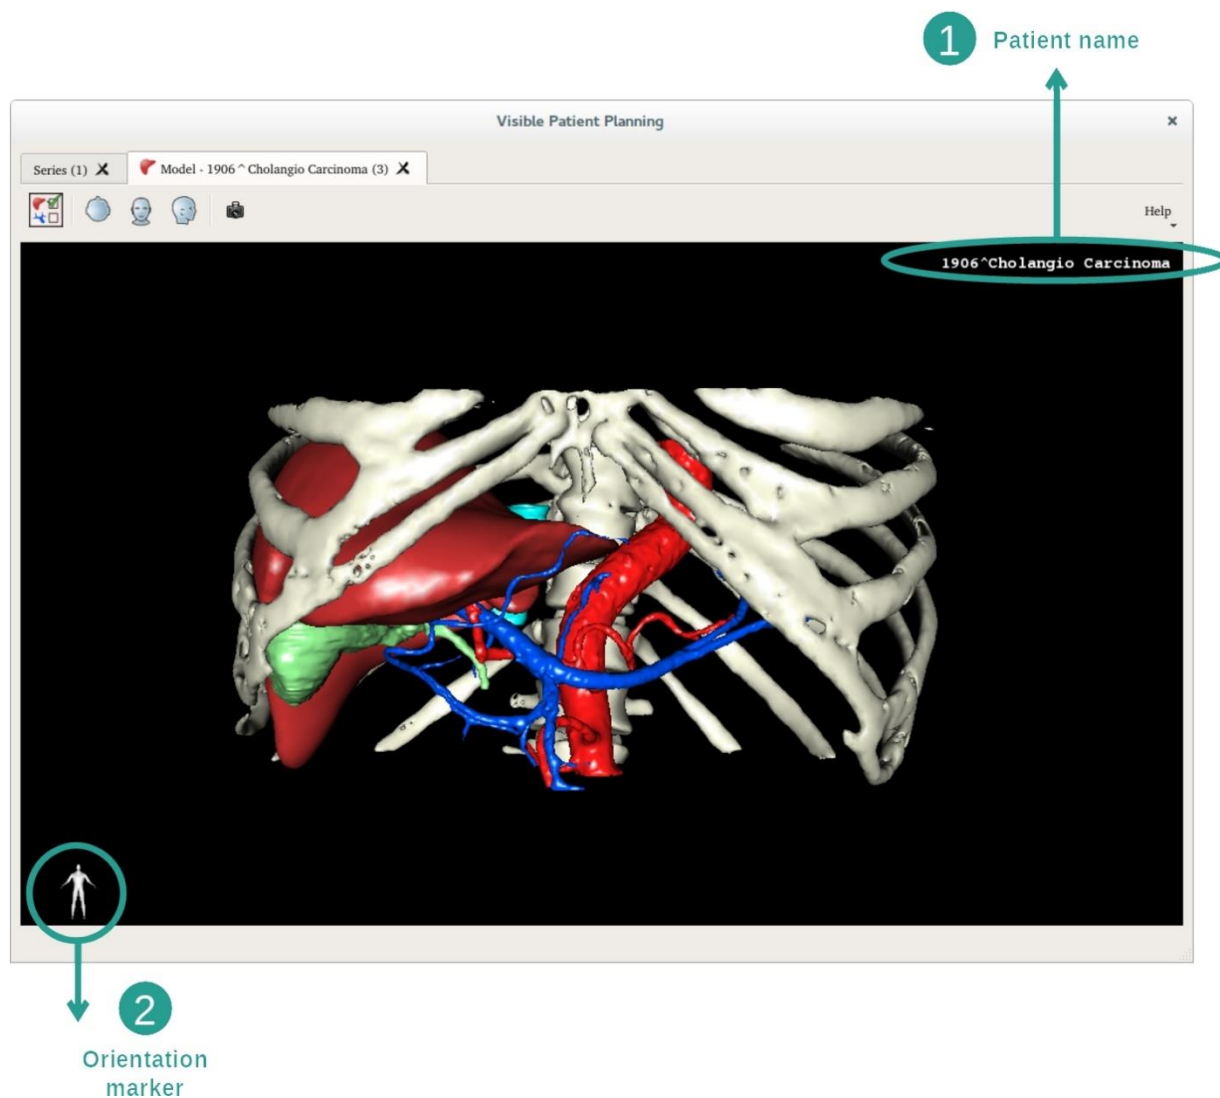 1 Patient name
Visible Patient Planning
Series (1) Model - 1906^Cholangio Carcinoma (3)
Help
1906^Cholangio Carcinoma
2
Orientation
marker